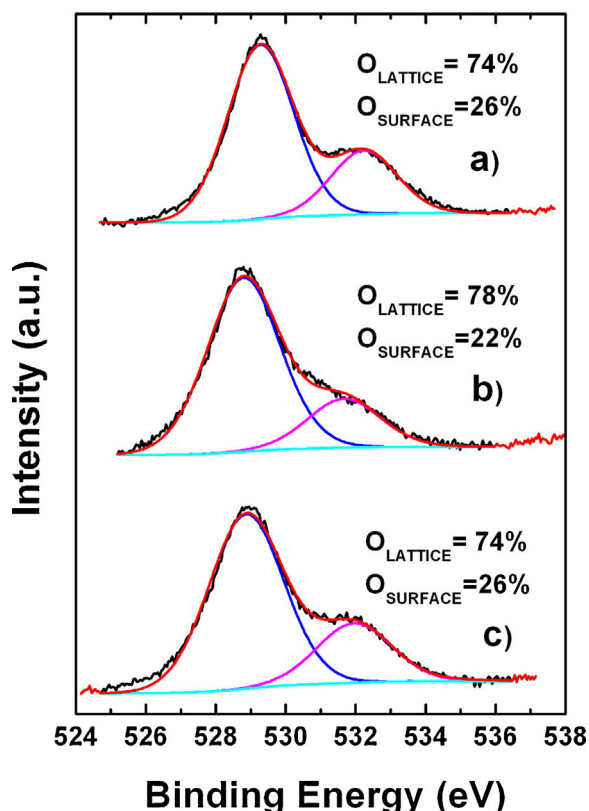 O_LATTICE= 74%
O_SURFACE=26%
a)
O_LATTICE= 78%
O_SURFACE=22%
b)
O_LATTICE= 74%
O_SURFACE=26%
c)
Intensity (a.u.)
524 526 528 530 532 534 536 538
Binding Energy (eV)